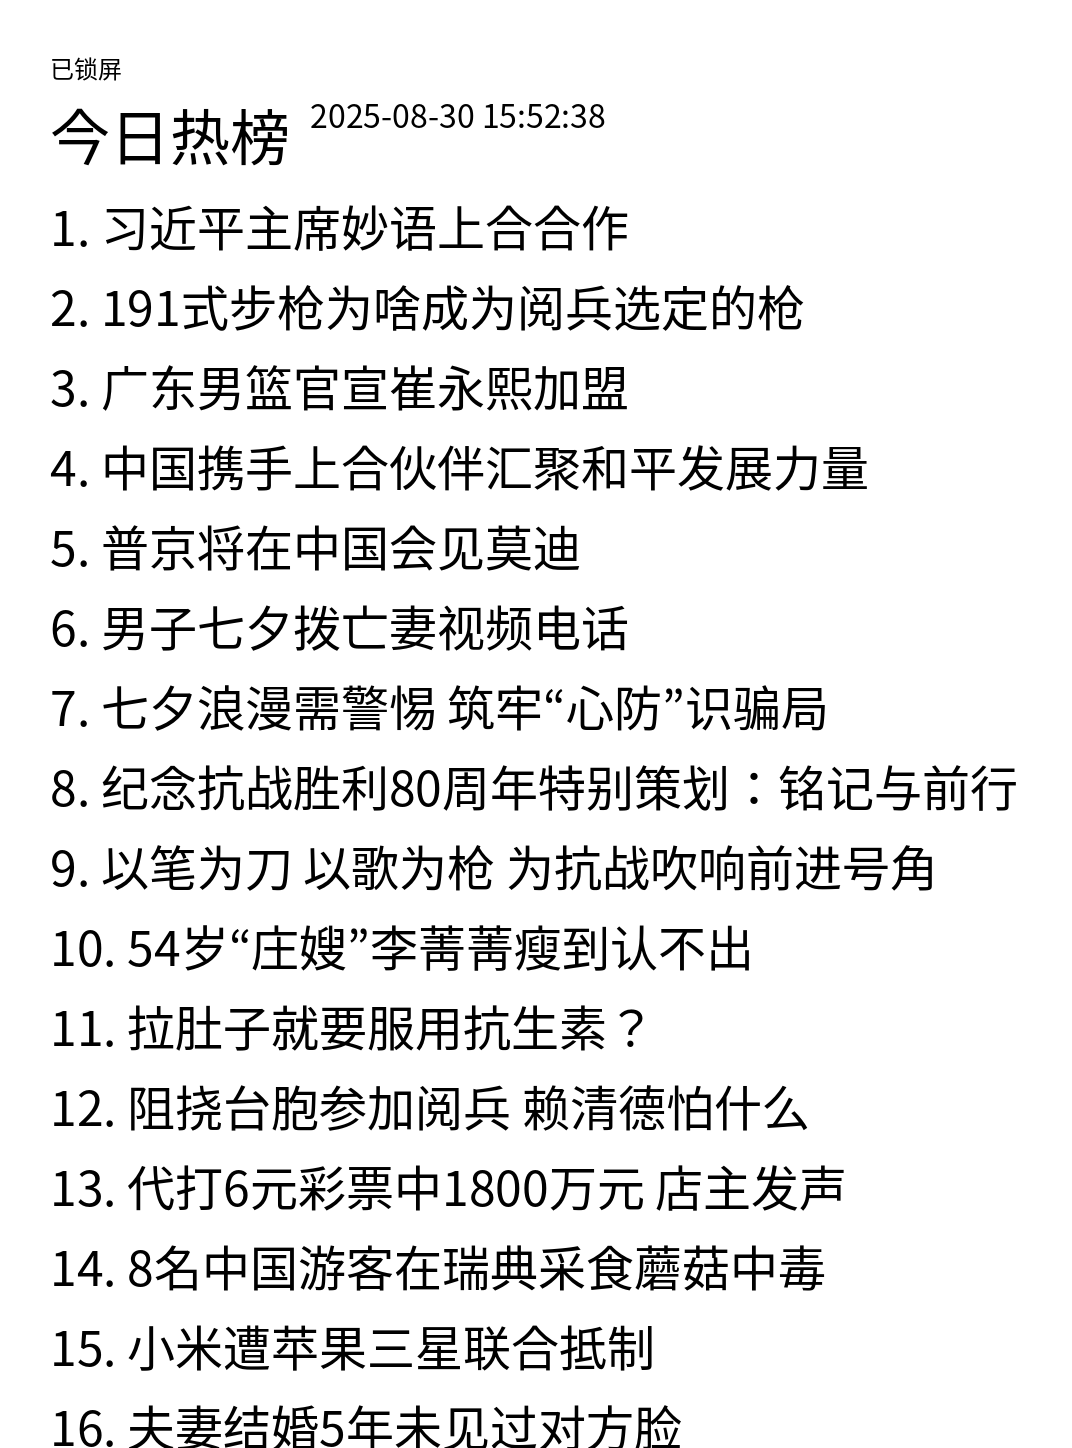 已锁屏
今日热榜 2025-08-30 15:52:38
1. 习近平主席妙语上合合作
2. 191式步枪为啥成为阅兵选定的枪
3. 广东男篮官宣崔永熙加盟
4. 中国携手上合伙伴汇聚和平发展力量
5. 普京将在中国会见莫迪
6. 男子七夕拨亡妻视频电话
7. 七夕浪漫需警惕 筑牢“心防”识骗局
8. 纪念抗战胜利80周年特别策划：铭记与前行
9. 以笔为刀 以歌为枪 为抗战吹响前进号角
10. 54岁“庄嫂”李菁菁瘦到认不出
11. 拉肚子就要服用抗生素？
12. 阻挠台胞参加阅兵 赖清德怕什么
13. 代打6元彩票中1800万元 店主发声
14. 8名中国游客在瑞典采食蘑菇中毒
15. 小米遭苹果三星联合抵制
16. 夫妻结婚5年未见过对方脸